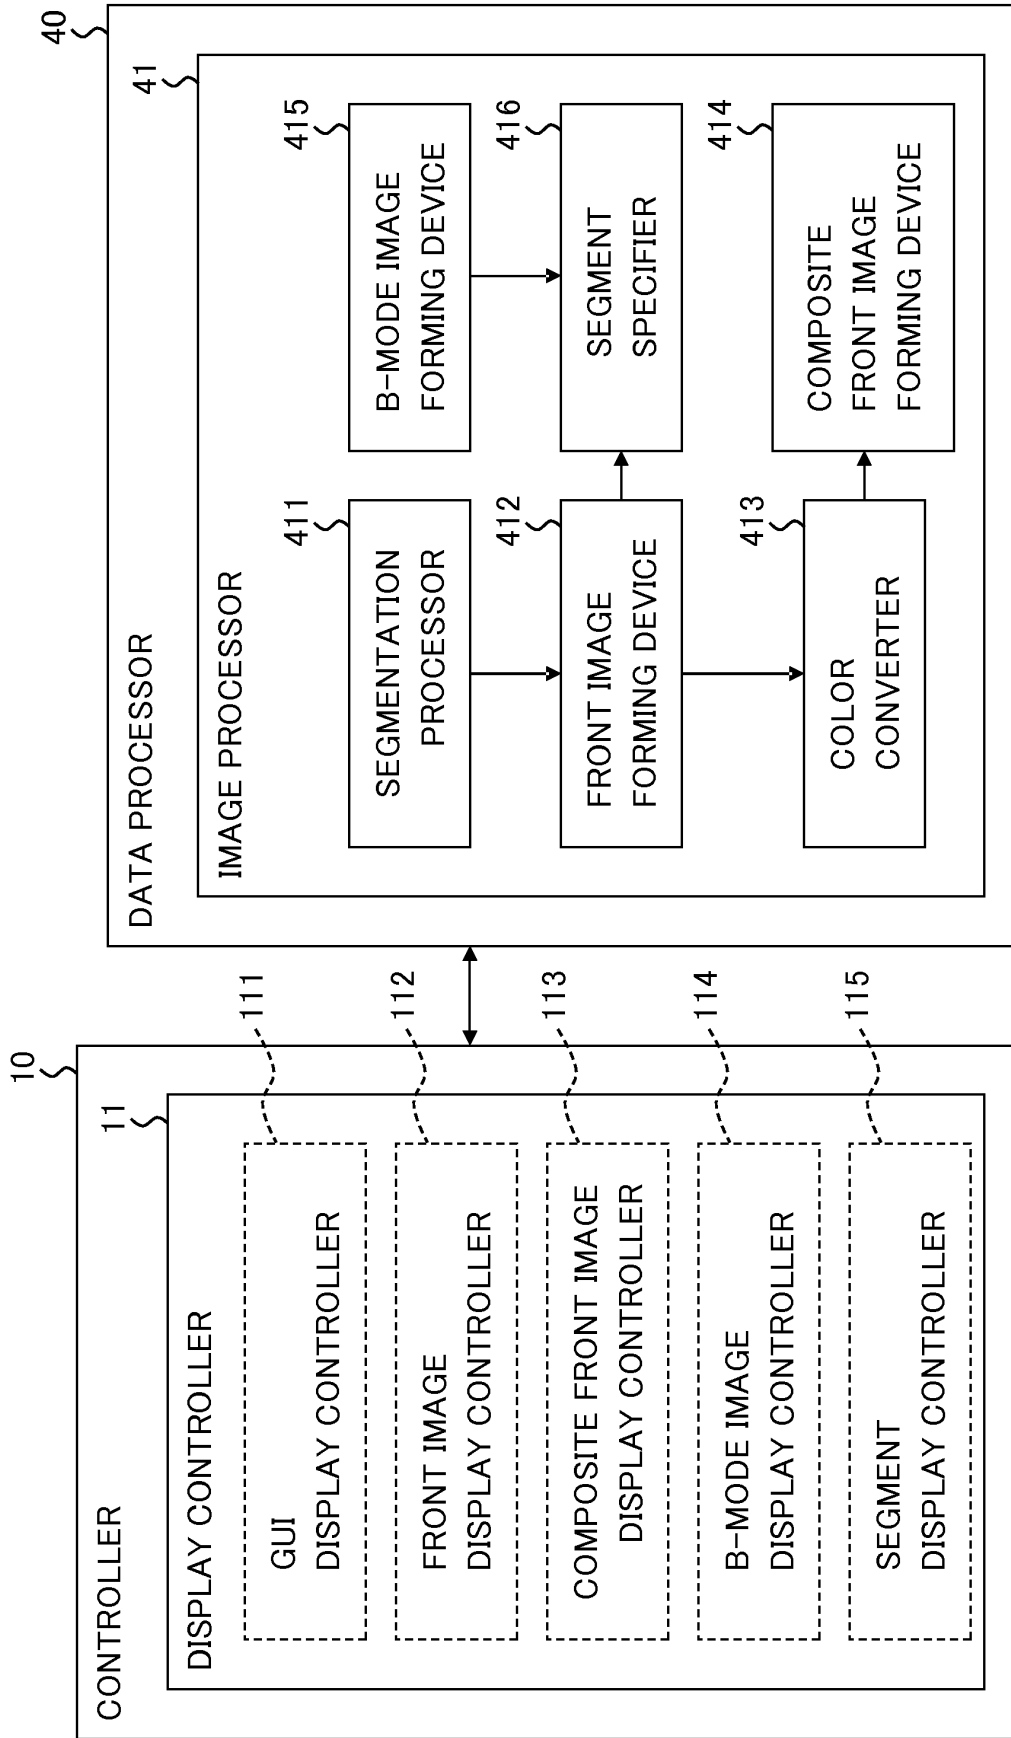 10
CONTROLLER
11
DISPLAY CONTROLLER
GUI
DISPLAY CONTROLLER
111
FRONT IMAGE
DISPLAY CONTROLLER
112
COMPOSITE FRONT IMAGE
DISPLAY CONTROLLER
113
B-MODE IMAGE
DISPLAY CONTROLLER
114
SEGMENT
DISPLAY CONTROLLER
115
40
DATA PROCESSOR
41
IMAGE PROCESSOR
411
SEGMENTATION
PROCESSOR
415
B-MODE IMAGE
FORMING DEVICE
412
FRONT IMAGE
FORMING DEVICE
416
SEGMENT
SPECIFIER
413
COLOR
CONVERTER
414
COMPOSITE
FRONT IMAGE
FORMING DEVICE